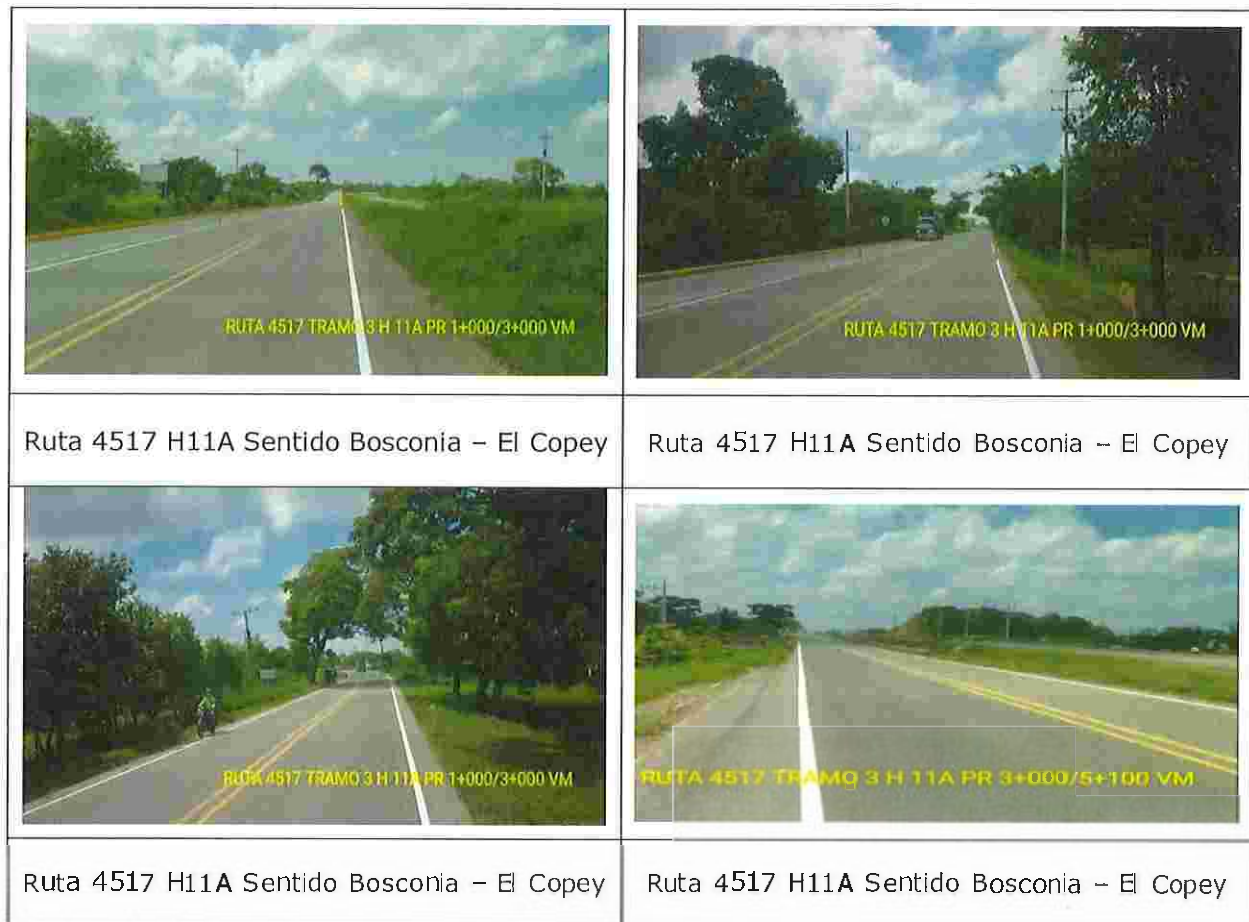 RUTA 4517 TRAMO 3 H 11A PR 1+000/3+000 VM
RUTA 4517 TRAMO 3 H 11A PR 1+000/3+000 VM
Ruta 4517 H11A Sentido Bosconia – El Copey
Ruta 4517 H11A Sentido Bosconia – El Copey
RUTA 4517 TRAMO 3 H 11A PR 1+000/3+000 VM
RUTA 4517 TRAMO 3 H 11A PR 3+000/5+100 VM
Ruta 4517 H11A Sentido Bosconia – El Copey
Ruta 4517 H11A Sentido Bosconia – El Copey